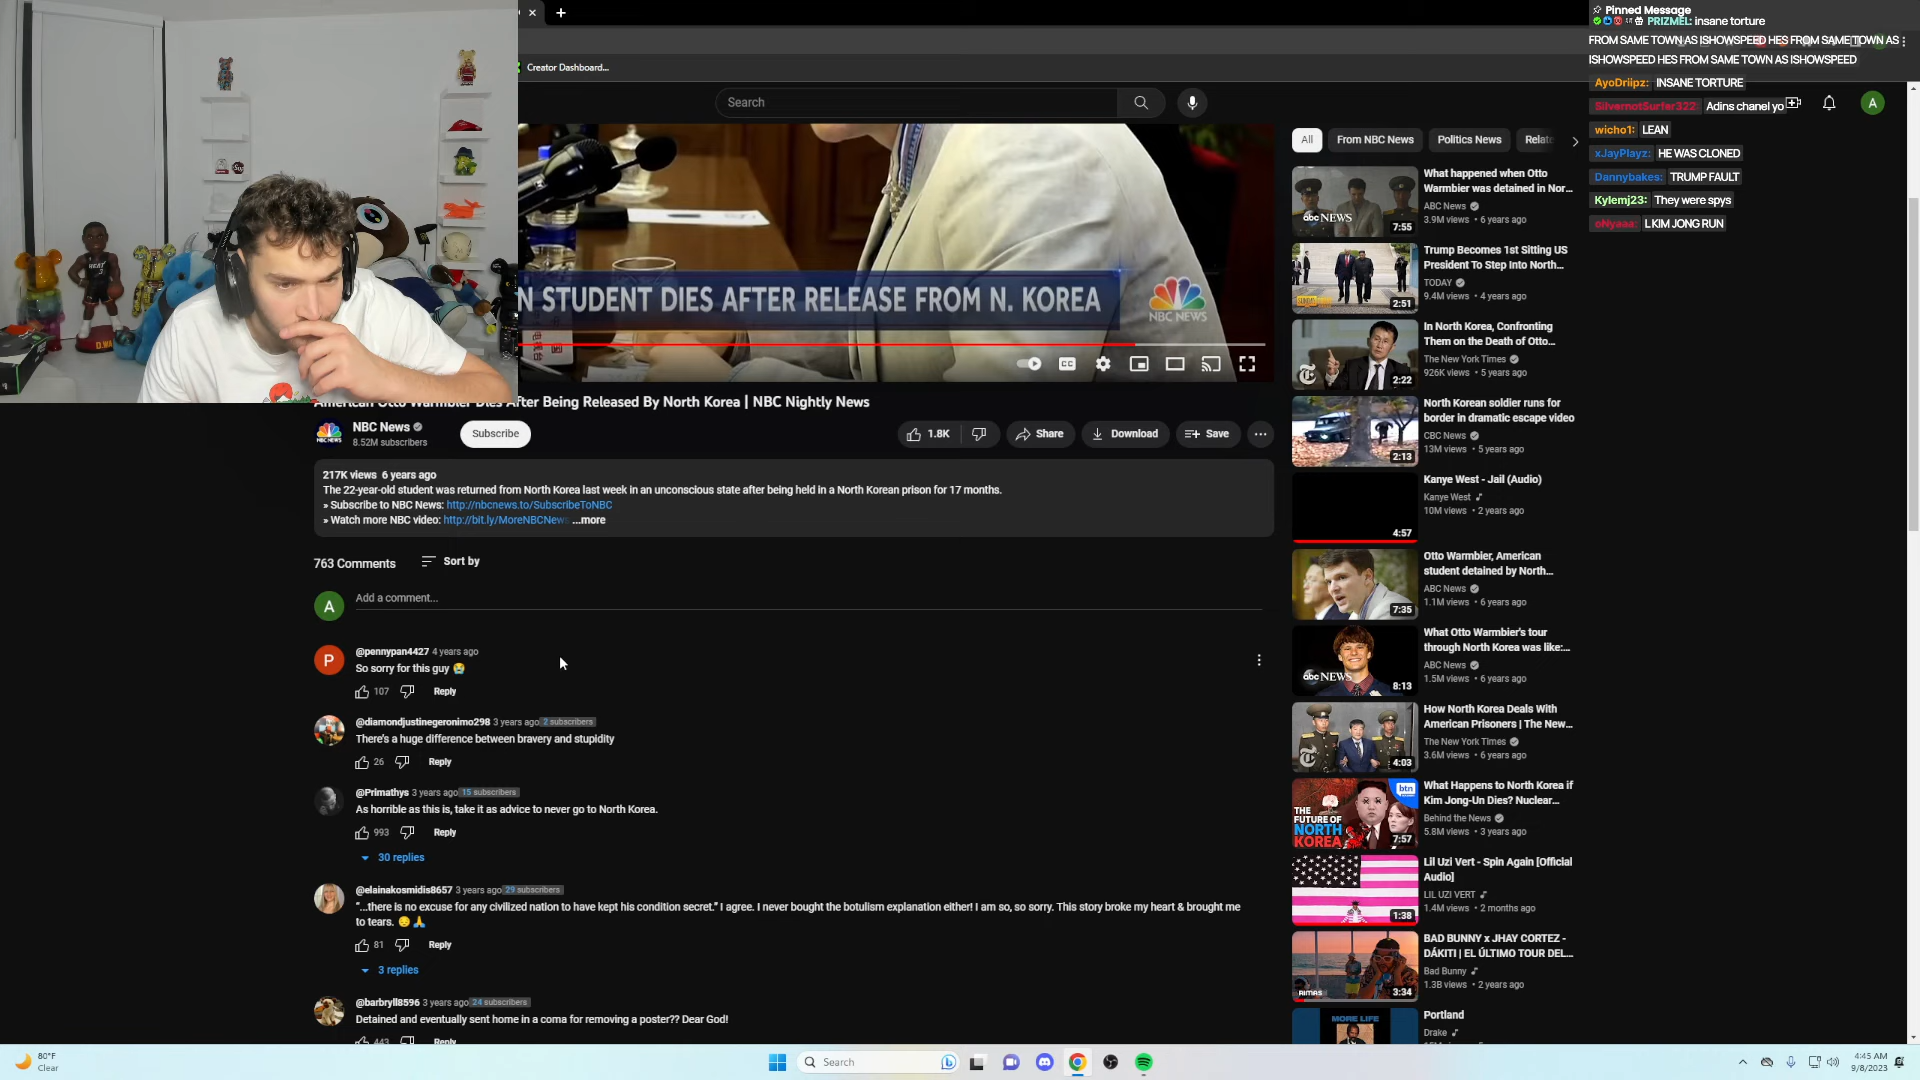 Creator Dashboard...
Search
N STUDENT DIES AFTER RELEASE FROM N. KOREA
NBC NEWS
American Otto Warmbier Dies After Being Released By North Korea | NBC Nightly News
NBC News
8.52M subscribers
Subscribe
1.8K
Share
Download
Save
217K views 6 years ago
The 22-year-old student was returned from North Korea last week in an unconscious state after being held in a North Korean prison for 17 months.
» Subscribe to NBC News: http://nbcnews.to/SubscribeToNBC
» Watch more NBC video: http://bit.ly/MoreNBCNews ...more
763 Comments
Sort by
A
Add a comment...
P
@pennypan4427 4 years ago
So sorry for this guy 😭
107
Reply
@diamondjustinegeronimo298 3 years ago 2 subscribers
There's a huge difference between bravery and stupidity
26
Reply
@Primathys 3 years ago 15 subscribers
As horrible as this is, take it as advice to never go to North Korea.
993
Reply
30 replies
@elainakosmidis8657 3 years ago 29 subscribers
"...there is no excuse for any civilized nation to have kept his condition secret." I agree. I never bought the botulism explanation either! I am so, so sorry. This story broke my heart & brought me
to tears. 😔🙏
81
Reply
3 replies
@barbryll8596 3 years ago 24 subscribers
Detained and eventually sent home in a coma for removing a poster?? Dear God!
443
Reply
All
From NBC News
Politics News
Relate
abc NEWS
7:55
What happened when Otto
Warmbier was detained in Nor...
ABC News
3.9M views • 6 years ago
2:51
Trump Becomes 1st Sitting US
President To Step Into North...
TODAY
9.4M views • 4 years ago
2:22
In North Korea, Confronting
Them on the Death of Otto...
The New York Times
926K views • 5 years ago
2:13
North Korean soldier runs for
border in dramatic escape video
CBC News
13M views • 5 years ago
4:57
Kanye West - Jail (Audio)
Kanye West
10M views • 2 years ago
7:35
Otto Warmbier, American
student detained by North...
ABC News
1.1M views • 6 years ago
abc NEWS
8:13
What Otto Warmbier's tour
through North Korea was like:...
ABC News
1.5M views • 6 years ago
4:03
How North Korea Deals With
American Prisoners | The New...
The New York Times
3.6M views • 6 years ago
THE
FUTURE OF
NORTH
KOREA
btn
7:57
What Happens to North Korea if
Kim Jong-Un Dies? Nuclear...
Behind the News
5.8M views • 3 years ago
1:38
Lil Uzi Vert - Spin Again [Official
Audio]
LIL UZI VERT
1.4M views • 2 months ago
RIMAS
3:34
BAD BUNNY x JHAY CORTEZ -
DÁKITI | EL ÚLTIMO TOUR DEL...
Bad Bunny
1.3B views • 2 years ago
MORE LIFE
Portland
Drake
Pinned Message
PRIZMEL: insane torture
FROM SAME TOWN AS ISHOWSPEED HES FROM SAME TOWN AS
ISHOWSPEED HES FROM SAME TOWN AS ISHOWSPEED
AyoDriipz: INSANE TORTURE
SilvernotSurfer322: Adins chanel yo
wicho1: LEAN
xJayPlayz: HE WAS CLONED
Dannybakes: TRUMP FAULT
Kylemj23: They were spys
oNyaaa: L KIM JONG RUN
A
HEAT
3
D.WA
80°F
Clear
Search
4:45 AM
9/8/2023